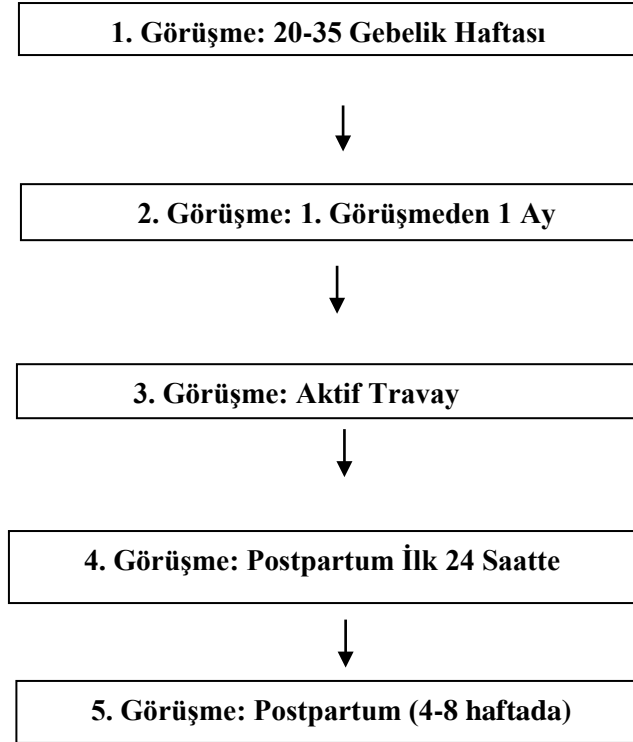 1. Görüşme: 20-35 Gebelik Haftası
2. Görüşme: 1. Görüşmeden 1 Ay
3. Görüşme: Aktif Travay
4. Görüşme: Postpartum İlk 24 Saatte
5. Görüşme: Postpartum (4-8 haftada)